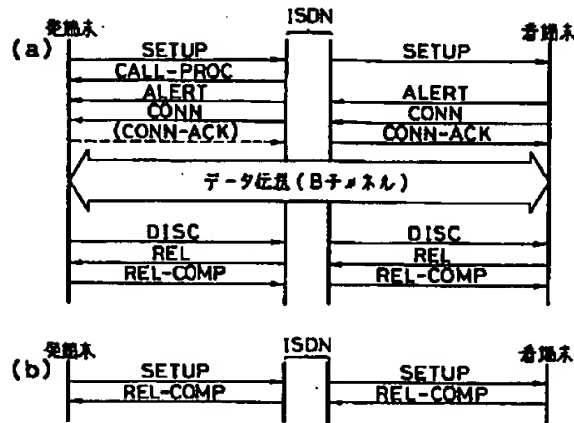 発端末 ISDN 着端末
(a)
SETUP SETUP
CALL-PROC
ALERT ALERT
CONN CONN
(CONN-ACK) CONN-ACK
データ伝送(Bチャネル)
DISC DISC
REL REL
REL-COMP REL-COMP
発端末 ISDN 着端末
(b)
SETUP SETUP
REL-COMP REL-COMP